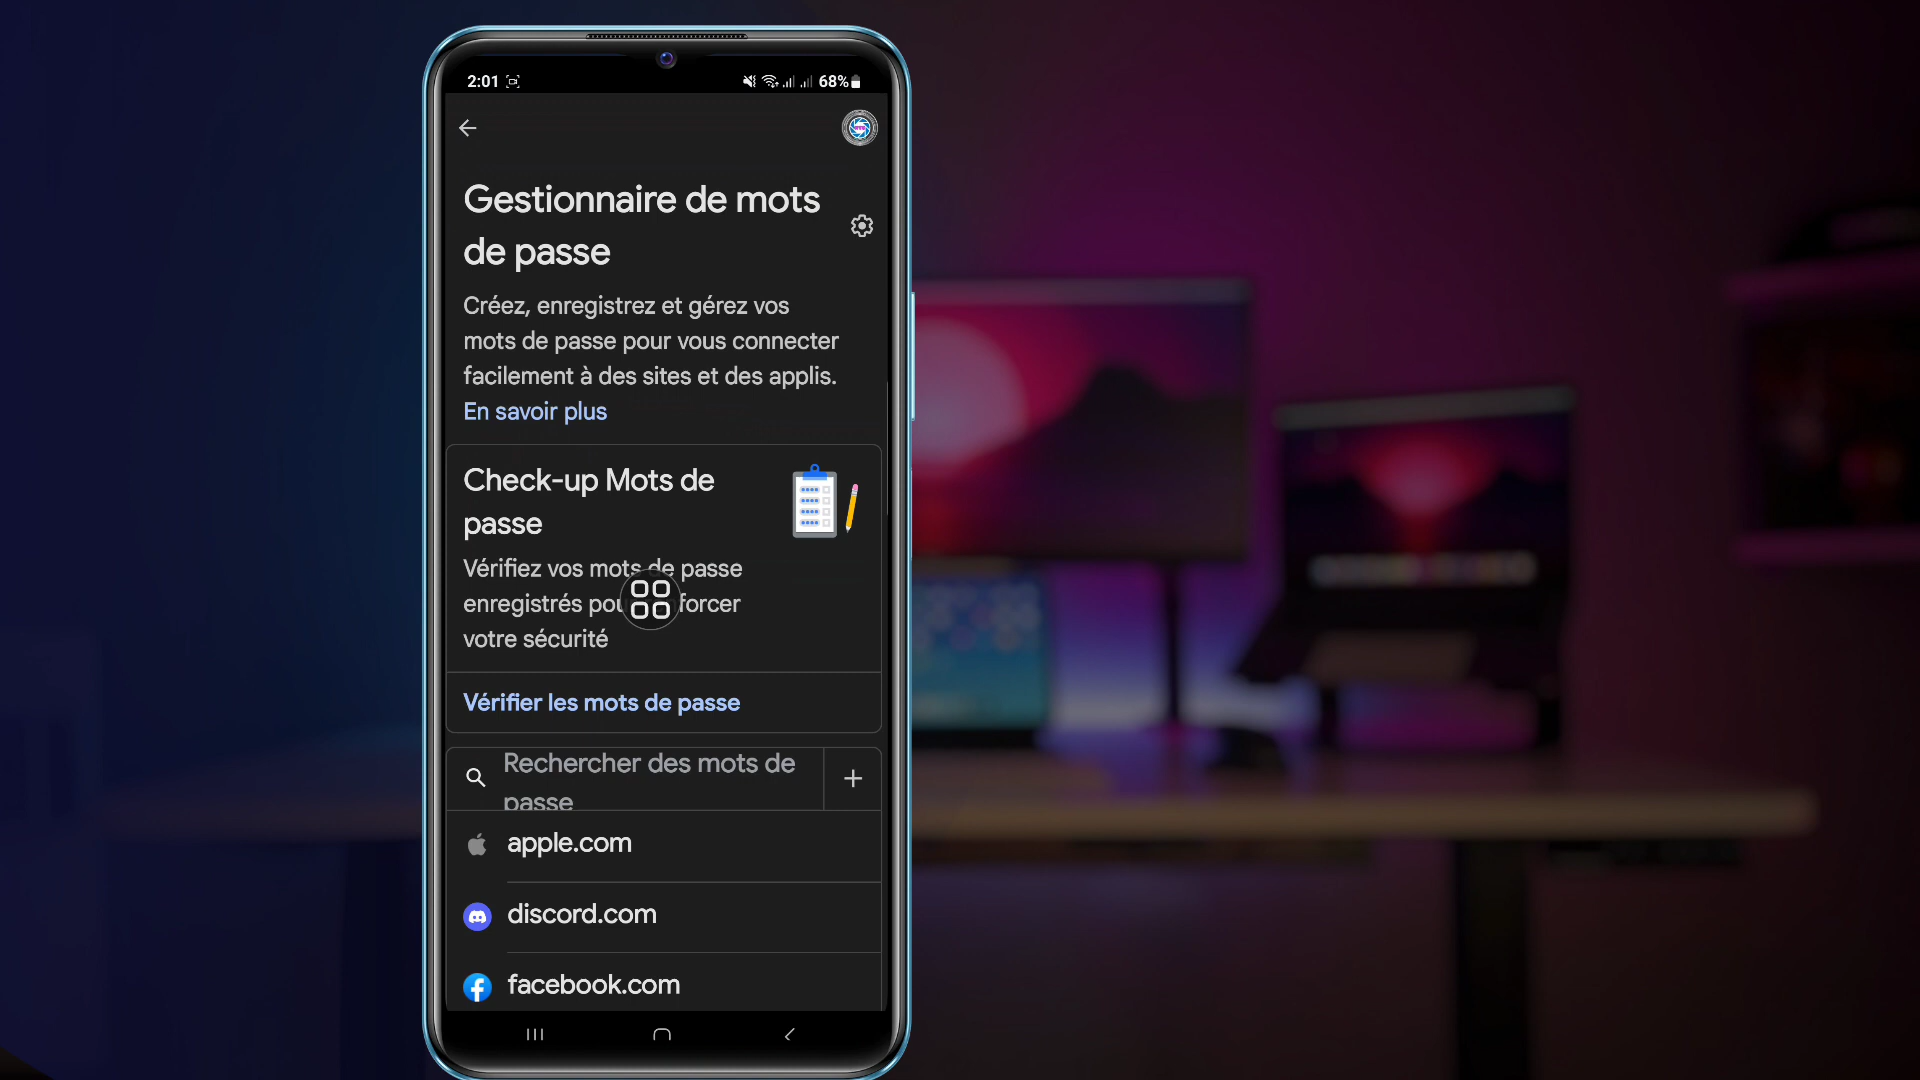 2:01
68%
Gestionnaire de mots
de passe
Créez, enregistrez et gérez vos
mots de passe pour vous connecter
facilement à des sites et des applis.
En savoir plus
Check-up Mots de
passe
Vérifiez vos mots de passe
enregistrés
votre sécurité
Vérifier les mots de passe
Rechercher des mots de
passe
apple.com
discord.com
facebook.com